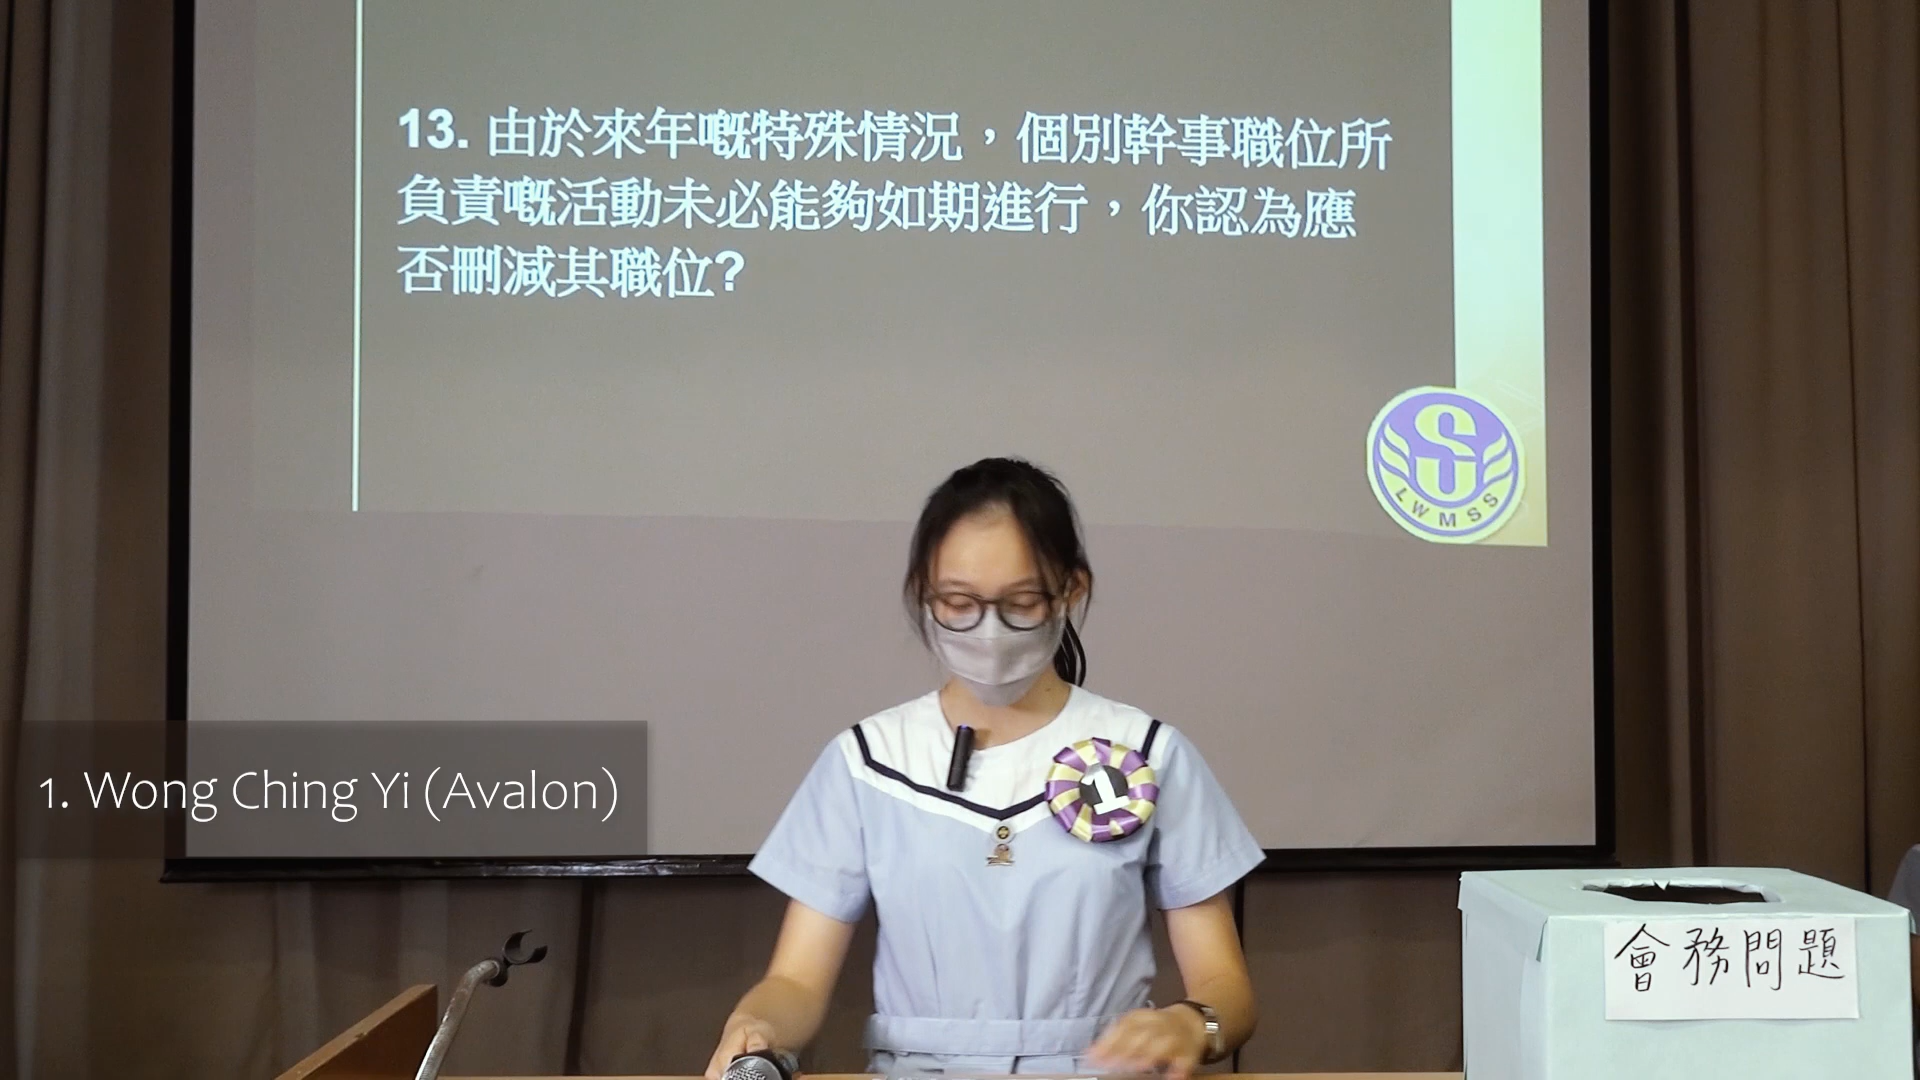 13. 由於來年嘅特殊情況，個別幹事職位所
負責嘅活動未必能夠如期進行，你認為應
否刪減其職位?
SU
LWMSS
1
1. Wong Ching Yi (Avalon)
會務問題